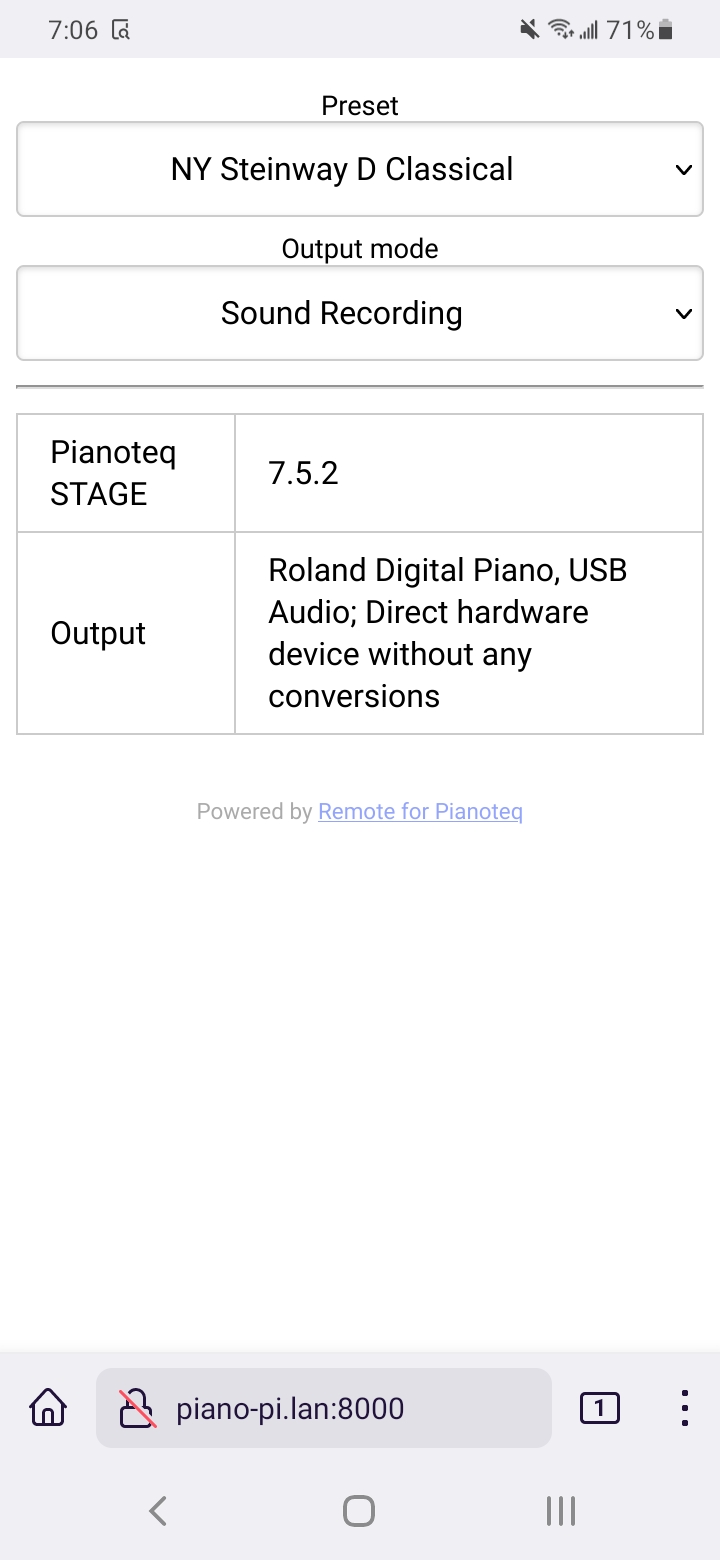 7:06
71%
Preset
NY Steinway D Classical
Output mode
Sound Recording
Pianoteq
STAGE
7.5.2
Output
Roland Digital Piano, USB
Audio; Direct hardware
device without any
conversions
Powered by Remote for Pianoteq
piano-pi.lan:8000
1